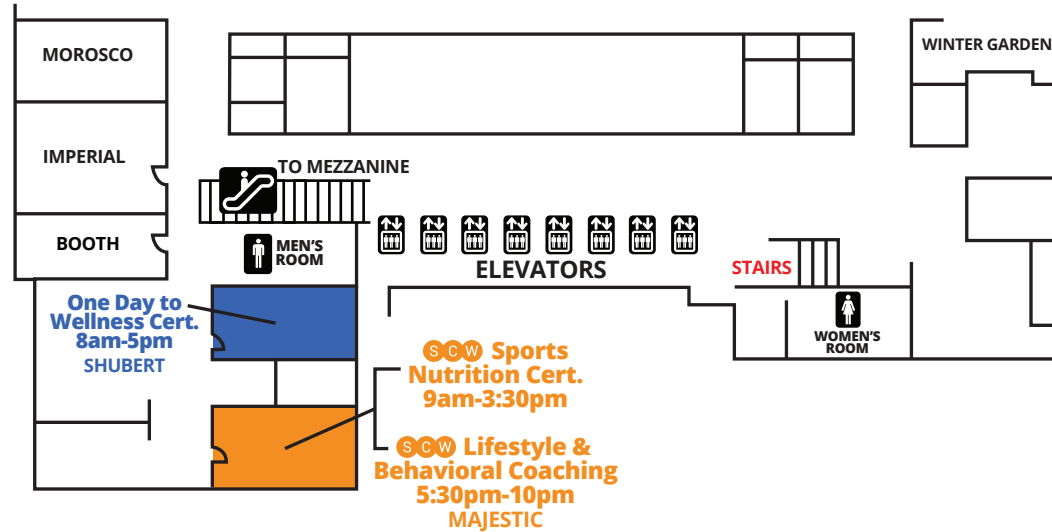 MOROSCO
WINTER GARDEN
IMPERIAL
TO MEZZANINE
BOOTH
MEN'S
ROOM
ELEVATORS
STAIRS
WOMEN'S
ROOM
One Day to
Wellness Cert.
8am-5pm
SHUBERT
SCW Sports
Nutrition Cert.
9am-3:30pm
SCW Lifestyle &
Behavioral Coaching
5:30pm-10pm
MAJESTIC